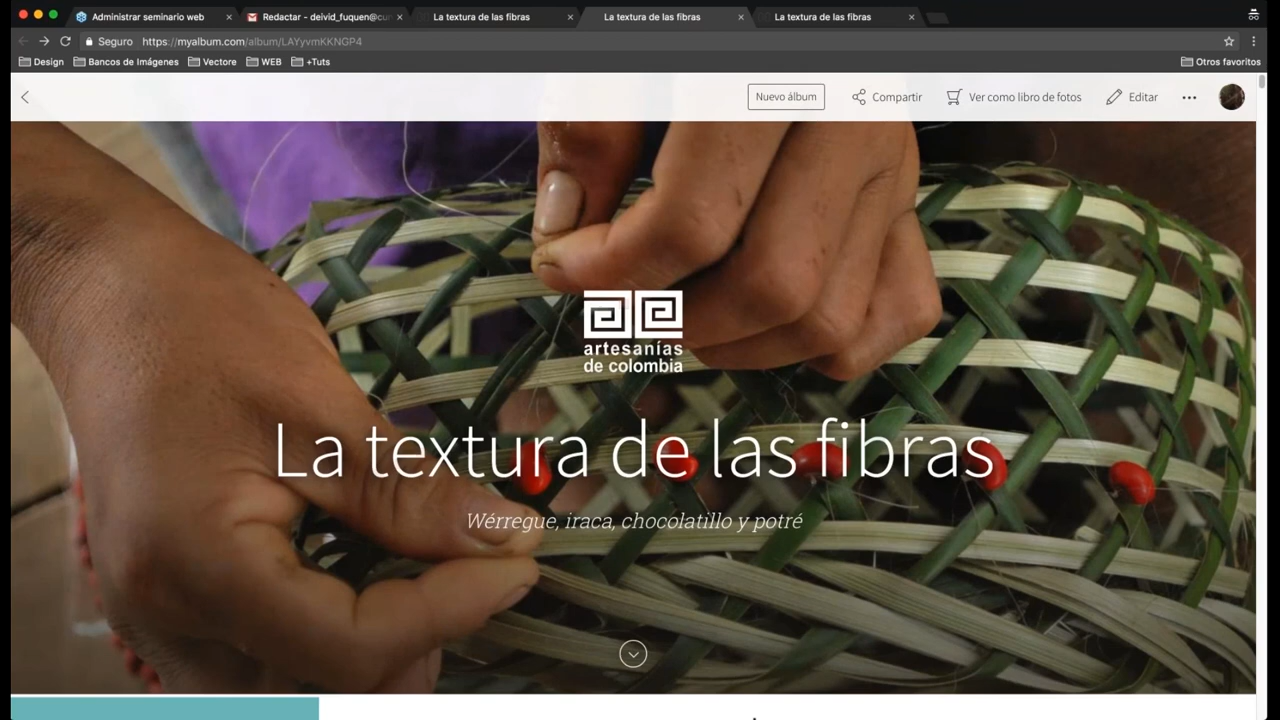 Administrar seminario web
Redactar - deivid_fuquen@cun
La textura de las fibras
La textura de las fibras
La textura de las fibras
Seguro https://myalbum.com/album/LAYyvmKKNGP4
Design Bancos de Imágenes Vectore WEB +Tuts Otros favoritos
Nuevo álbum Compartir Ver como libro de fotos Editar
artesanías
de colombia
La textura de las fibras
Wérregue, iraca, chocolatillo y potré